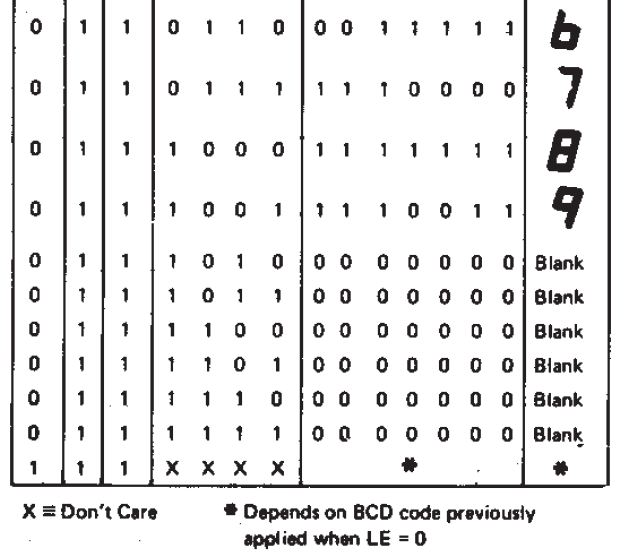 0 1 1 0 1 1 0 0 0 1 1 1 1 1 6
0 1 1 0 1 1 1 1 1 1 0 0 0 0 7
0 1 1 1 0 0 0 1 1 1 1 1 1 1 8
0 1 1 1 0 0 1 1 1 1 0 0 1 1 9
0 1 1 1 0 1 0 0 0 0 0 0 0 0 Blank
0 1 1 1 0 1 1 0 0 0 0 0 0 0 Blank
0 1 1 1 1 0 0 0 0 0 0 0 0 0 Blank
0 1 1 1 1 0 1 0 0 0 0 0 0 0 Blank
0 1 1 1 1 1 0 0 0 0 0 0 0 0 Blank
0 1 1 1 1 1 1 0 0 0 0 0 0 0 Blank
1 1 1 X X X X * *
X ≡ Don't Care
* Depends on BCD code previously
applied when LE = 0